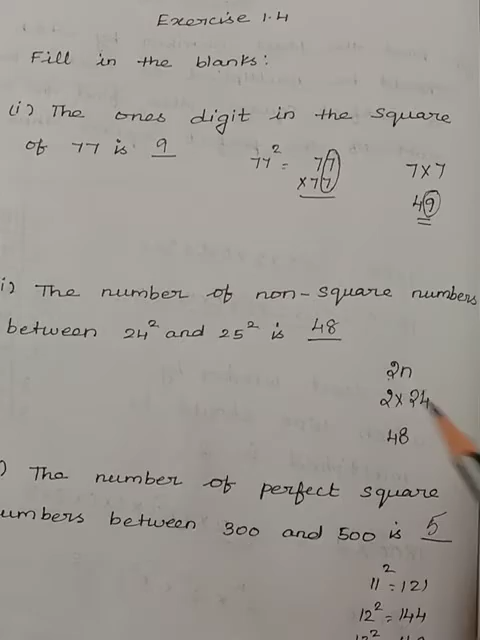 Exercise 1.4
Fill in the blanks:
(i) The ones digit in the square
of 77 is 9
77² = 77
×77
7×7
49
i) The number of non-square numbers
between 24² and 25² is 48
2n
2×24
48
) The number of perfect square
umbers between 300 and 500 is 5
11² = 121
12² = 144